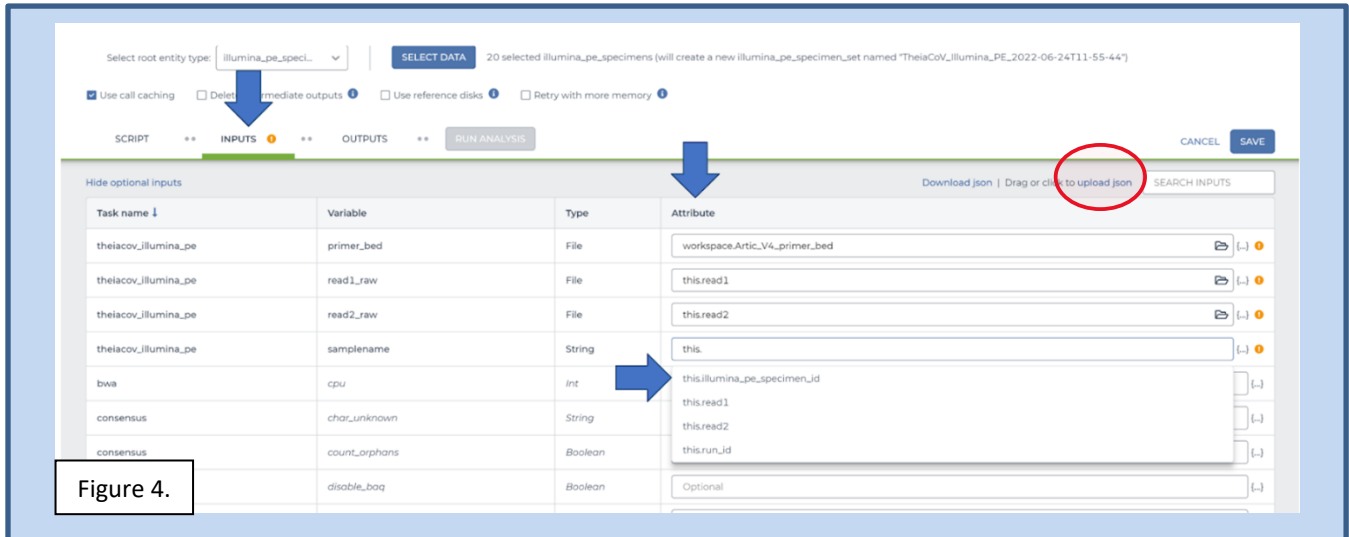 Select root entity type: illumina_pe_speci... SELECT DATA 20 selected illumina_pe_specimens (will create a new illumina_pe_specimen_set named "TheiaCoV_Illumina_PE_2022-06-24T11-55-44")
Use call caching Delet rmediate outputs Use reference disks Retry with more memory
SCRIPT INPUTS OUTPUTS RUN ANALYSIS CANCEL SAVE
Hide optional inputs Download json | Drag or click to upload json SEARCH INPUTS
Task name ↓ Variable Type Attribute
theiacov_illumina_pe primer_bed File workspace.Artic_V4_primer_bed {...}
theiacov_illumina_pe read1_raw File this.read1 {...}
theiacov_illumina_pe read2_raw File this.read2 {...}
theiacov_illumina_pe samplename String this. {...}
bwa cpu Int this.illumina_pe_specimen_id {...}
this.read1
consensus char_unknown String this.read2 {...}
consensus count_orphans Boolean this.run_id {...}
Figure 4. disable_baq Boolean Optional {...}